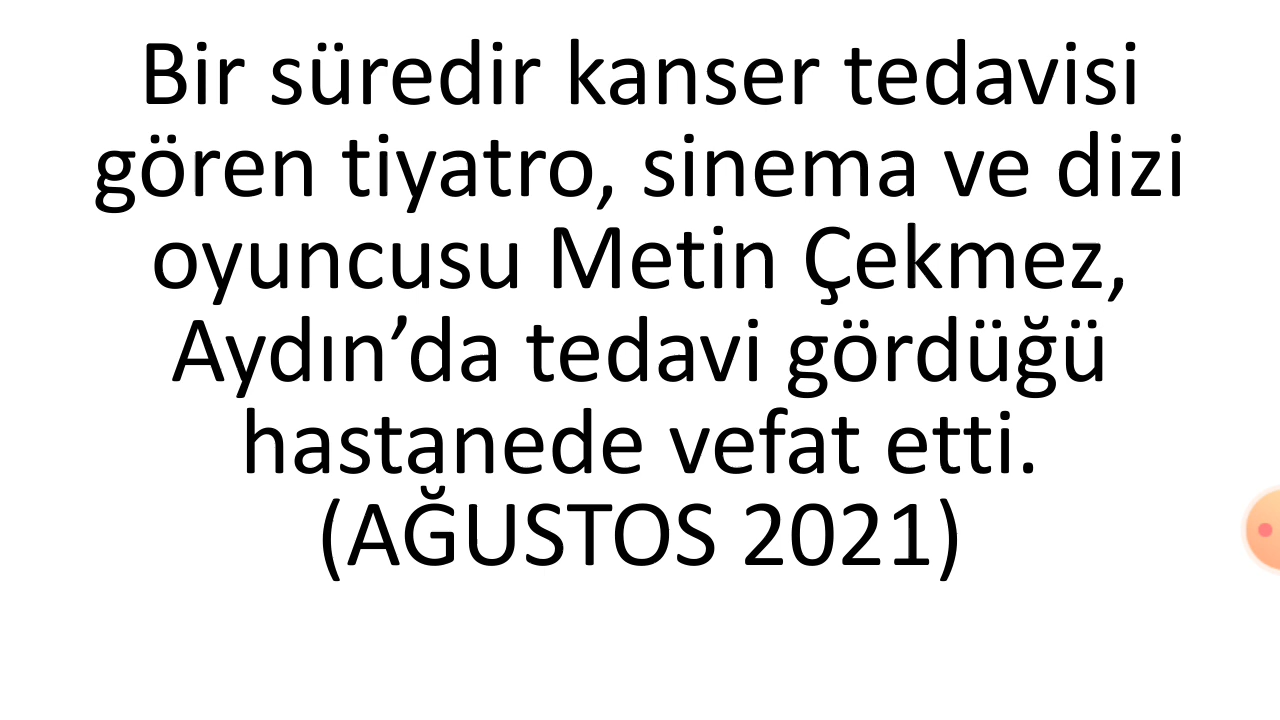 Bir süredir kanser tedavisi
gören tiyatro, sinema ve dizi
oyuncusu Metin Çekmez,
Aydın’da tedavi gördüğü
hastanede vefat etti.
(AĞUSTOS 2021)